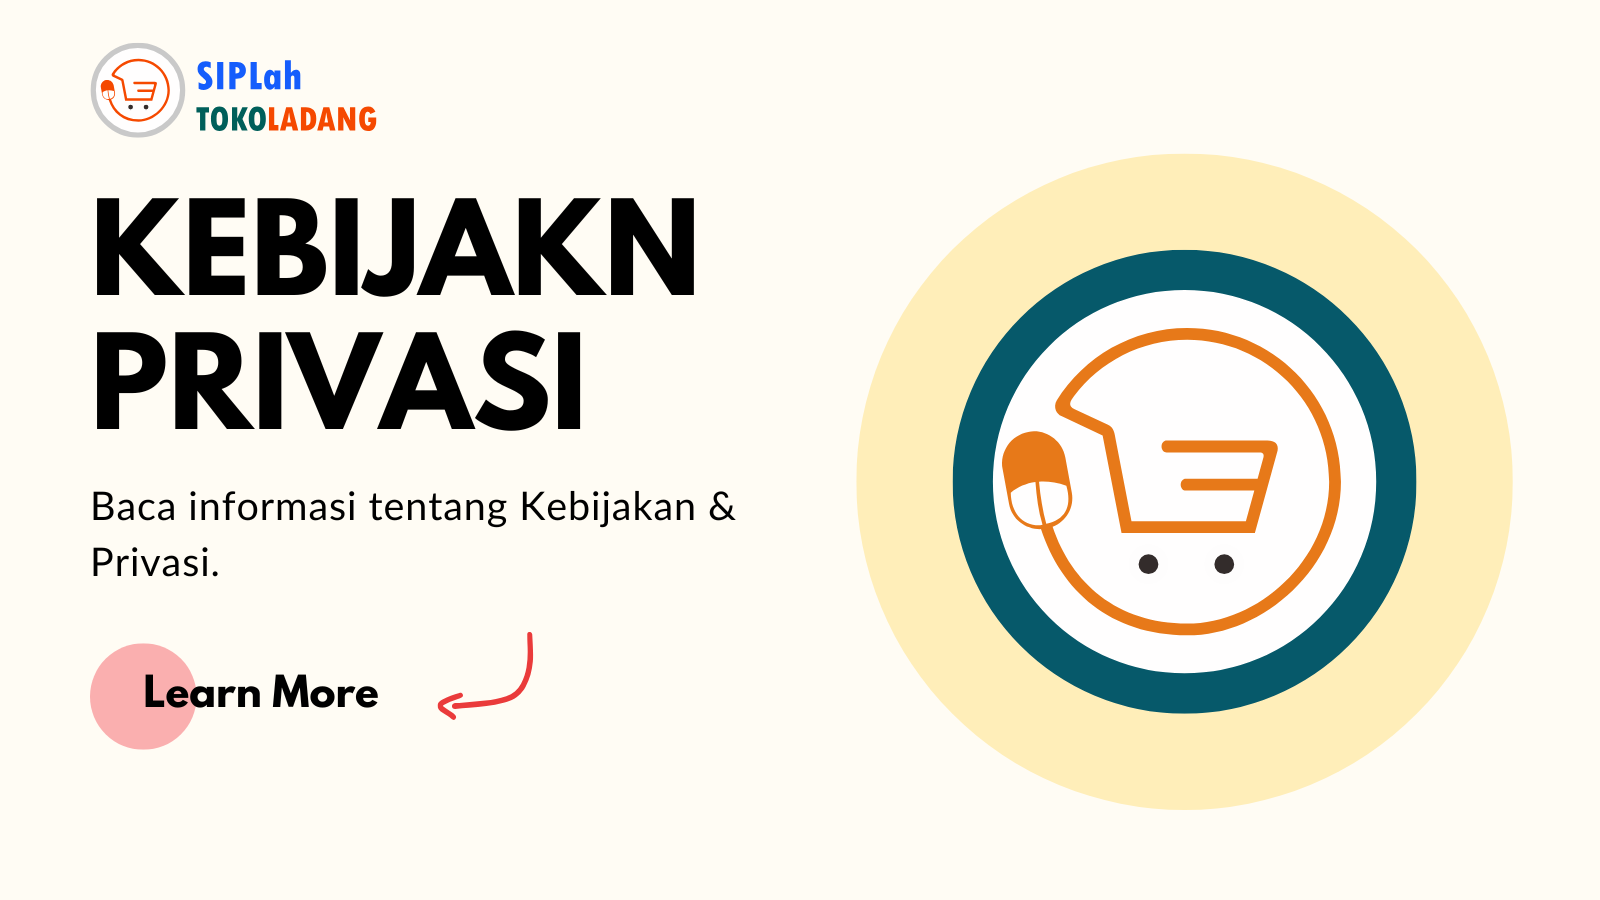 SIPLah
TOKOLADANG
KEBIJAKN
PRIVASI
Baca informasi tentang Kebijakan &
Privasi.
Learn More